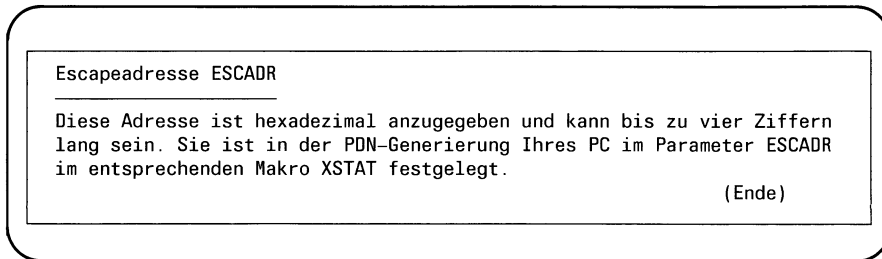 Escapeadresse ESCADR
Diese Adresse ist hexadezimal anzugegeben und kann bis zu vier Ziffern
lang sein. Sie ist in der PDN-Generierung Ihres PC im Parameter ESCADR
im entsprechenden Makro XSTAT festgelegt.
(Ende)